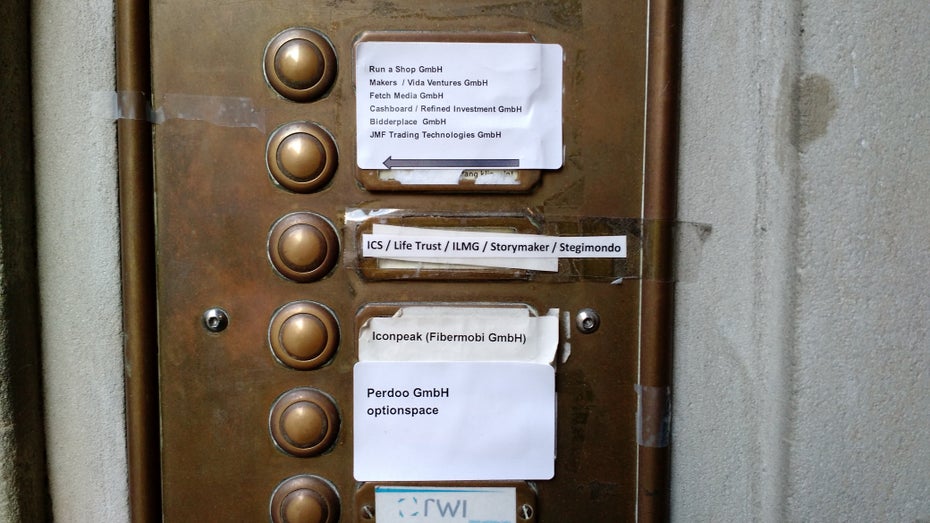 Run a Shop GmbH
Makers / Vida Ventures GmbH
Fetch Media GmbH
Cashboard / Refined Investment GmbH
Bidderplace GmbH
JMF Trading Technologies GmbH
ICS / Life Trust / ILMG / Storymaker / Stegimondo
Iconpeak (Fibermobi GmbH)
Perdoo GmbH
optionspace